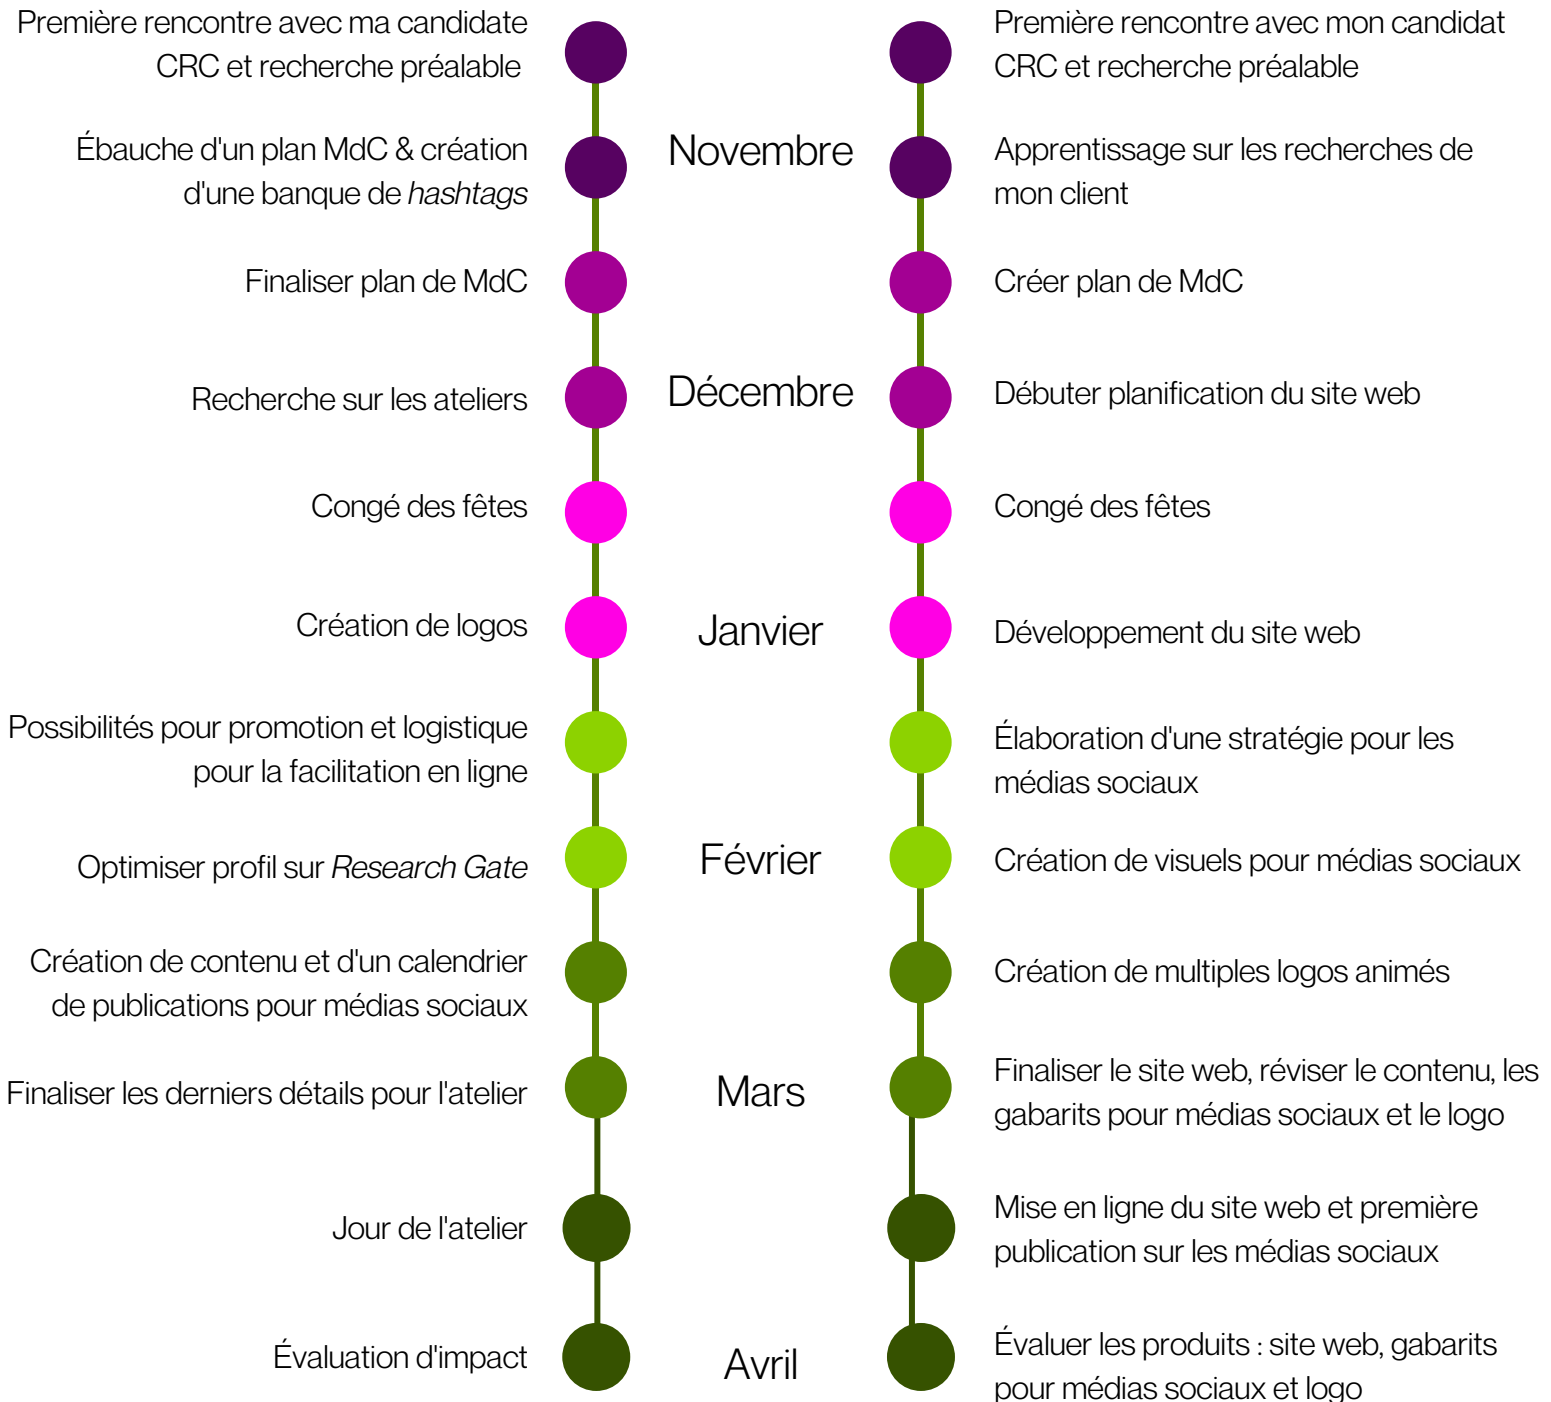 Première rencontre avec ma candidate
CRC et recherche préalable
Première rencontre avec mon candidat
CRC et recherche préalable
Novembre
Ébauche d'un plan MdC & création
d'une banque de hashtags
Apprentissage sur les recherches de
mon client
Finaliser plan de MdC
Créer plan de MdC
Recherche sur les ateliers
Décembre
Débuter planification du site web
Congé des fêtes
Congé des fêtes
Création de logos
Janvier
Développement du site web
Possibilités pour promotion et logistique
pour la facilitation en ligne
Élaboration d'une stratégie pour les
médias sociaux
Optimiser profil sur Research Gate
Février
Création de visuels pour médias sociaux
Création de contenu et d'un calendrier
de publications pour médias sociaux
Création de multiples logos animés
Finaliser les derniers détails pour l'atelier
Mars
Finaliser le site web, réviser le contenu, les
gabarits pour médias sociaux et le logo
Jour de l'atelier
Mise en ligne du site web et première
publication sur les médias sociaux
Évaluation d'impact
Avril
Évaluer les produits : site web, gabarits
pour médias sociaux et logo